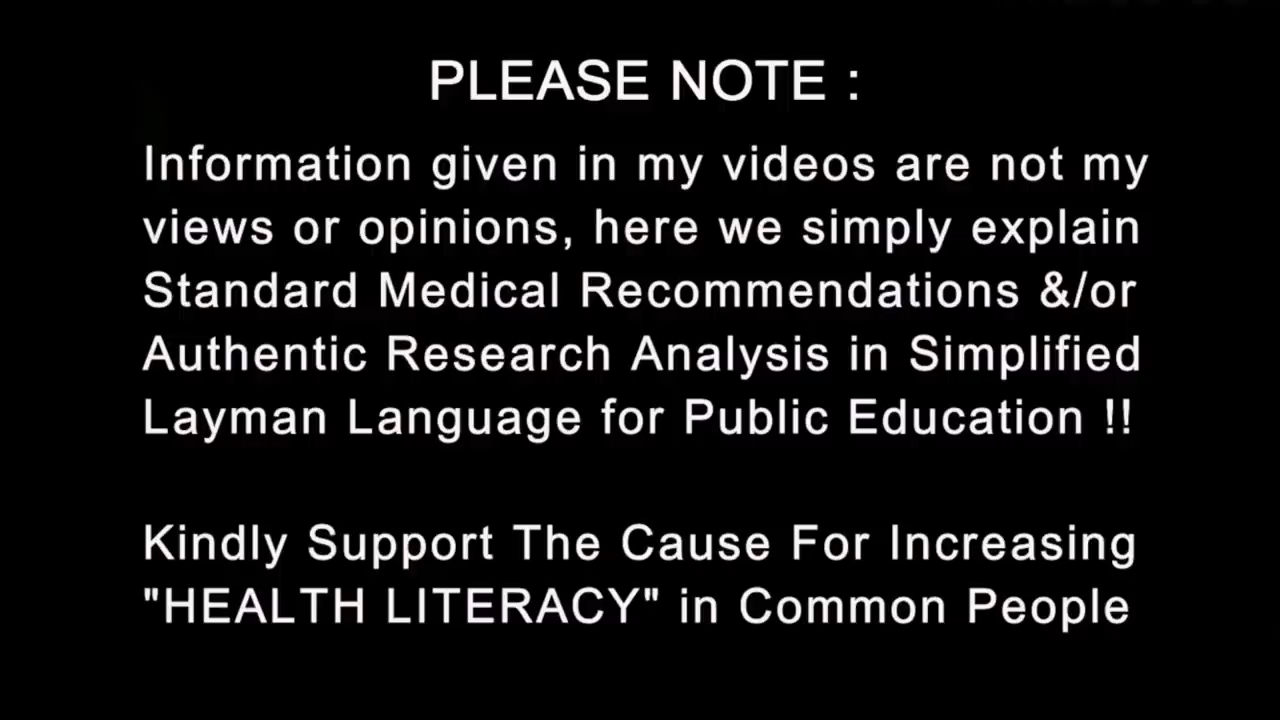 PLEASE NOTE :
Information given in my videos are not my
views or opinions, here we simply explain
Standard Medical Recommendations &/or
Authentic Research Analysis in Simplified
Layman Language for Public Education !!
Kindly Support The Cause For Increasing
"HEALTH LITERACY" in Common People